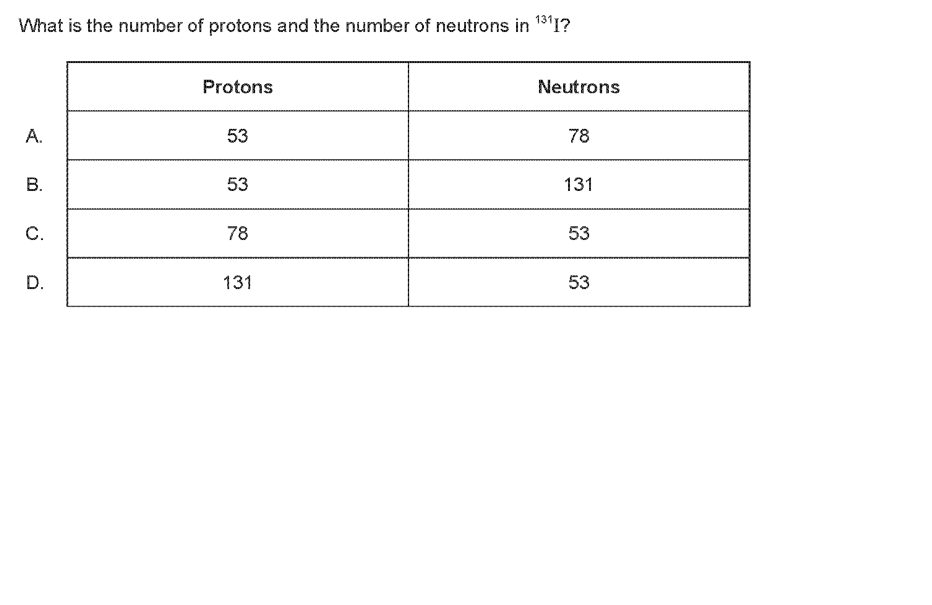 What is the number of protons and the number of neutrons in ¹³¹I?
Protons Neutrons
A. 53 78
B. 53 131
C. 78 53
D. 131 53